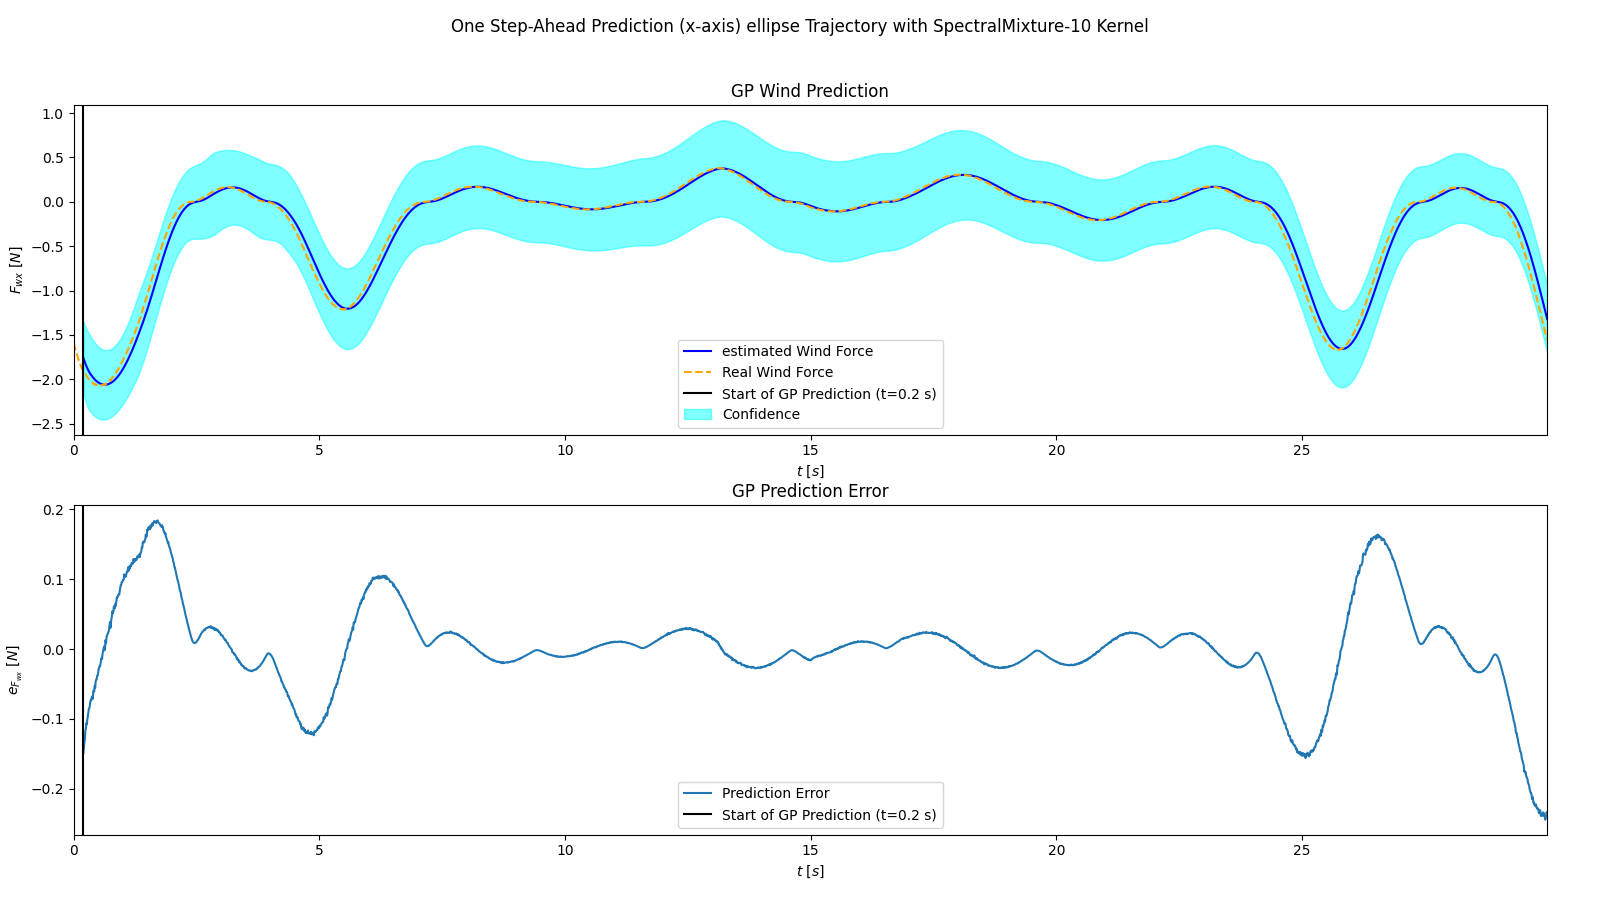 One Step-Ahead Prediction (x-axis) ellipse Trajectory with SpectralMixture-10 Kernel
GP Wind Prediction
1.0
0.5
0.0
−0.5
−1.0
−1.5
−2.0
−2.5
F_wx [N]
estimated Wind Force
Real Wind Force
Start of GP Prediction (t=0.2 s)
Confidence
0 5 10 15 20 25
t [s]
GP Prediction Error
0.2
0.1
0.0
−0.1
−0.2
e_F_wx [N]
Prediction Error
Start of GP Prediction (t=0.2 s)
0 5 10 15 20 25
t [s]